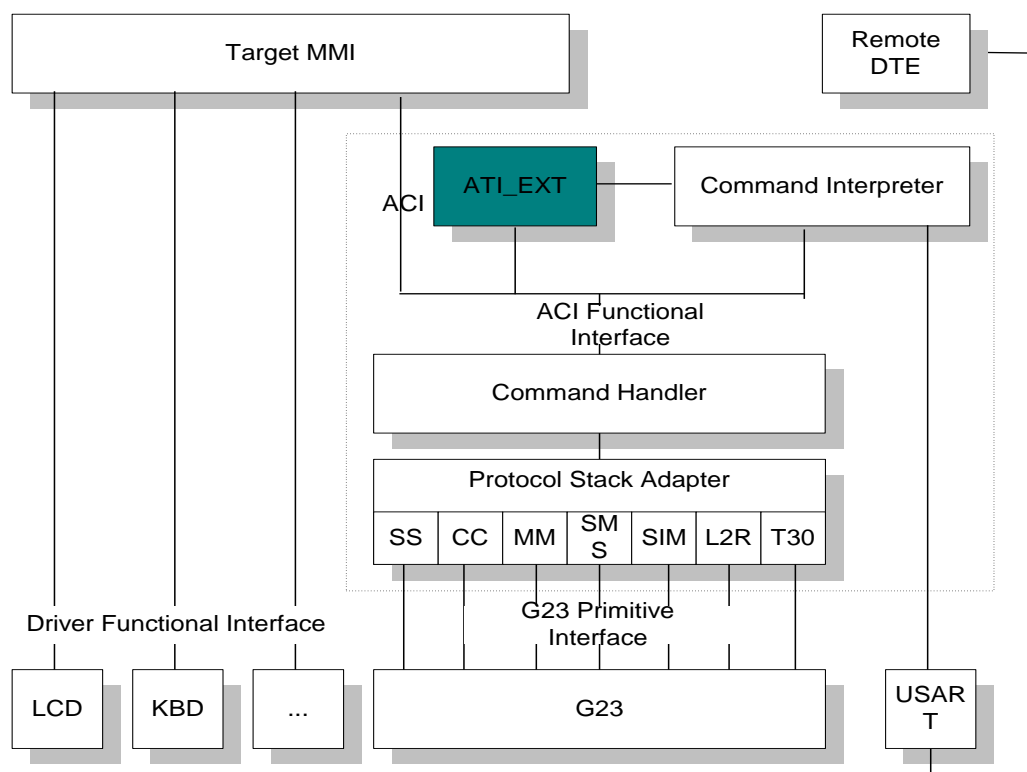 Target MMI
Remote
DTE
ATI_EXT
Command Interpreter
ACI
ACI Functional
Interface
Command Handler
Protocol Stack Adapter
SS
CC
MM
SM
S
SIM
L2R
T30
G23 Primitive
Interface
Driver Functional Interface
LCD
KBD
...
G23
USAR
T